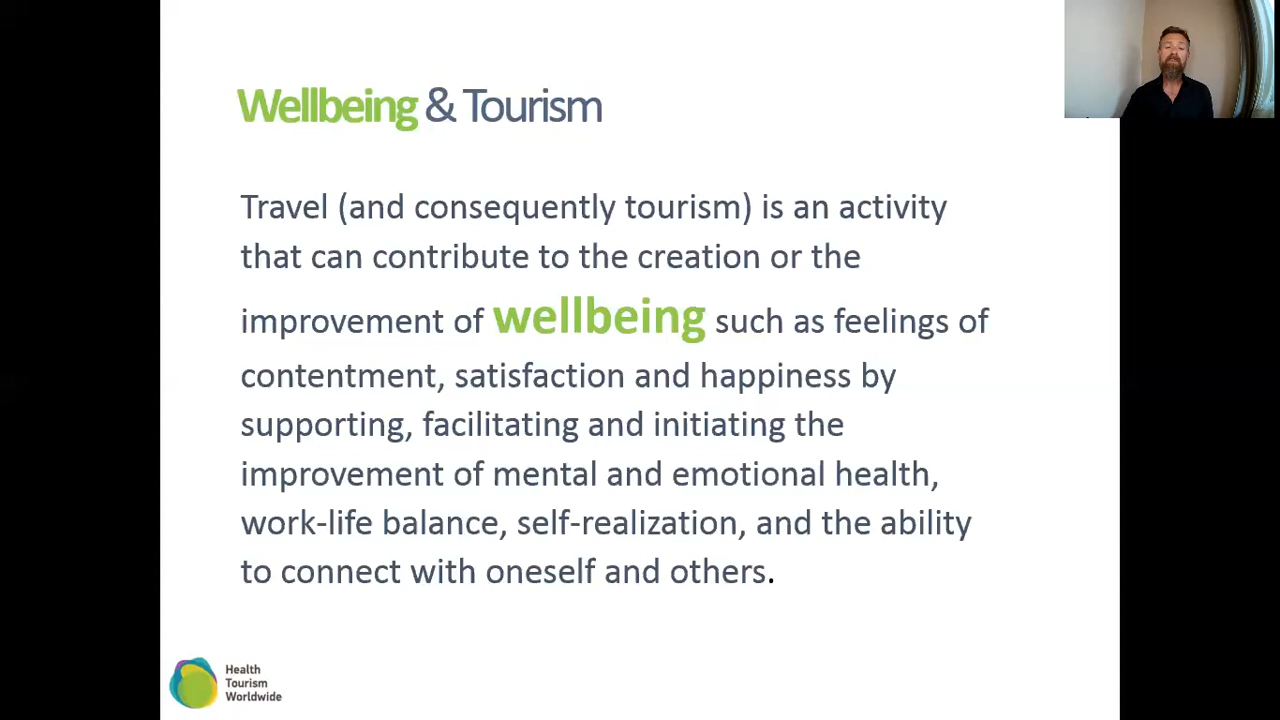 Wellbeing & Tourism
Travel (and consequently tourism) is an activity
that can contribute to the creation or the
improvement of wellbeing such as feelings of
contentment, satisfaction and happiness by
supporting, facilitating and initiating the
improvement of mental and emotional health,
work-life balance, self-realization, and the ability
to connect with oneself and others.
Health
Tourism
Worldwide